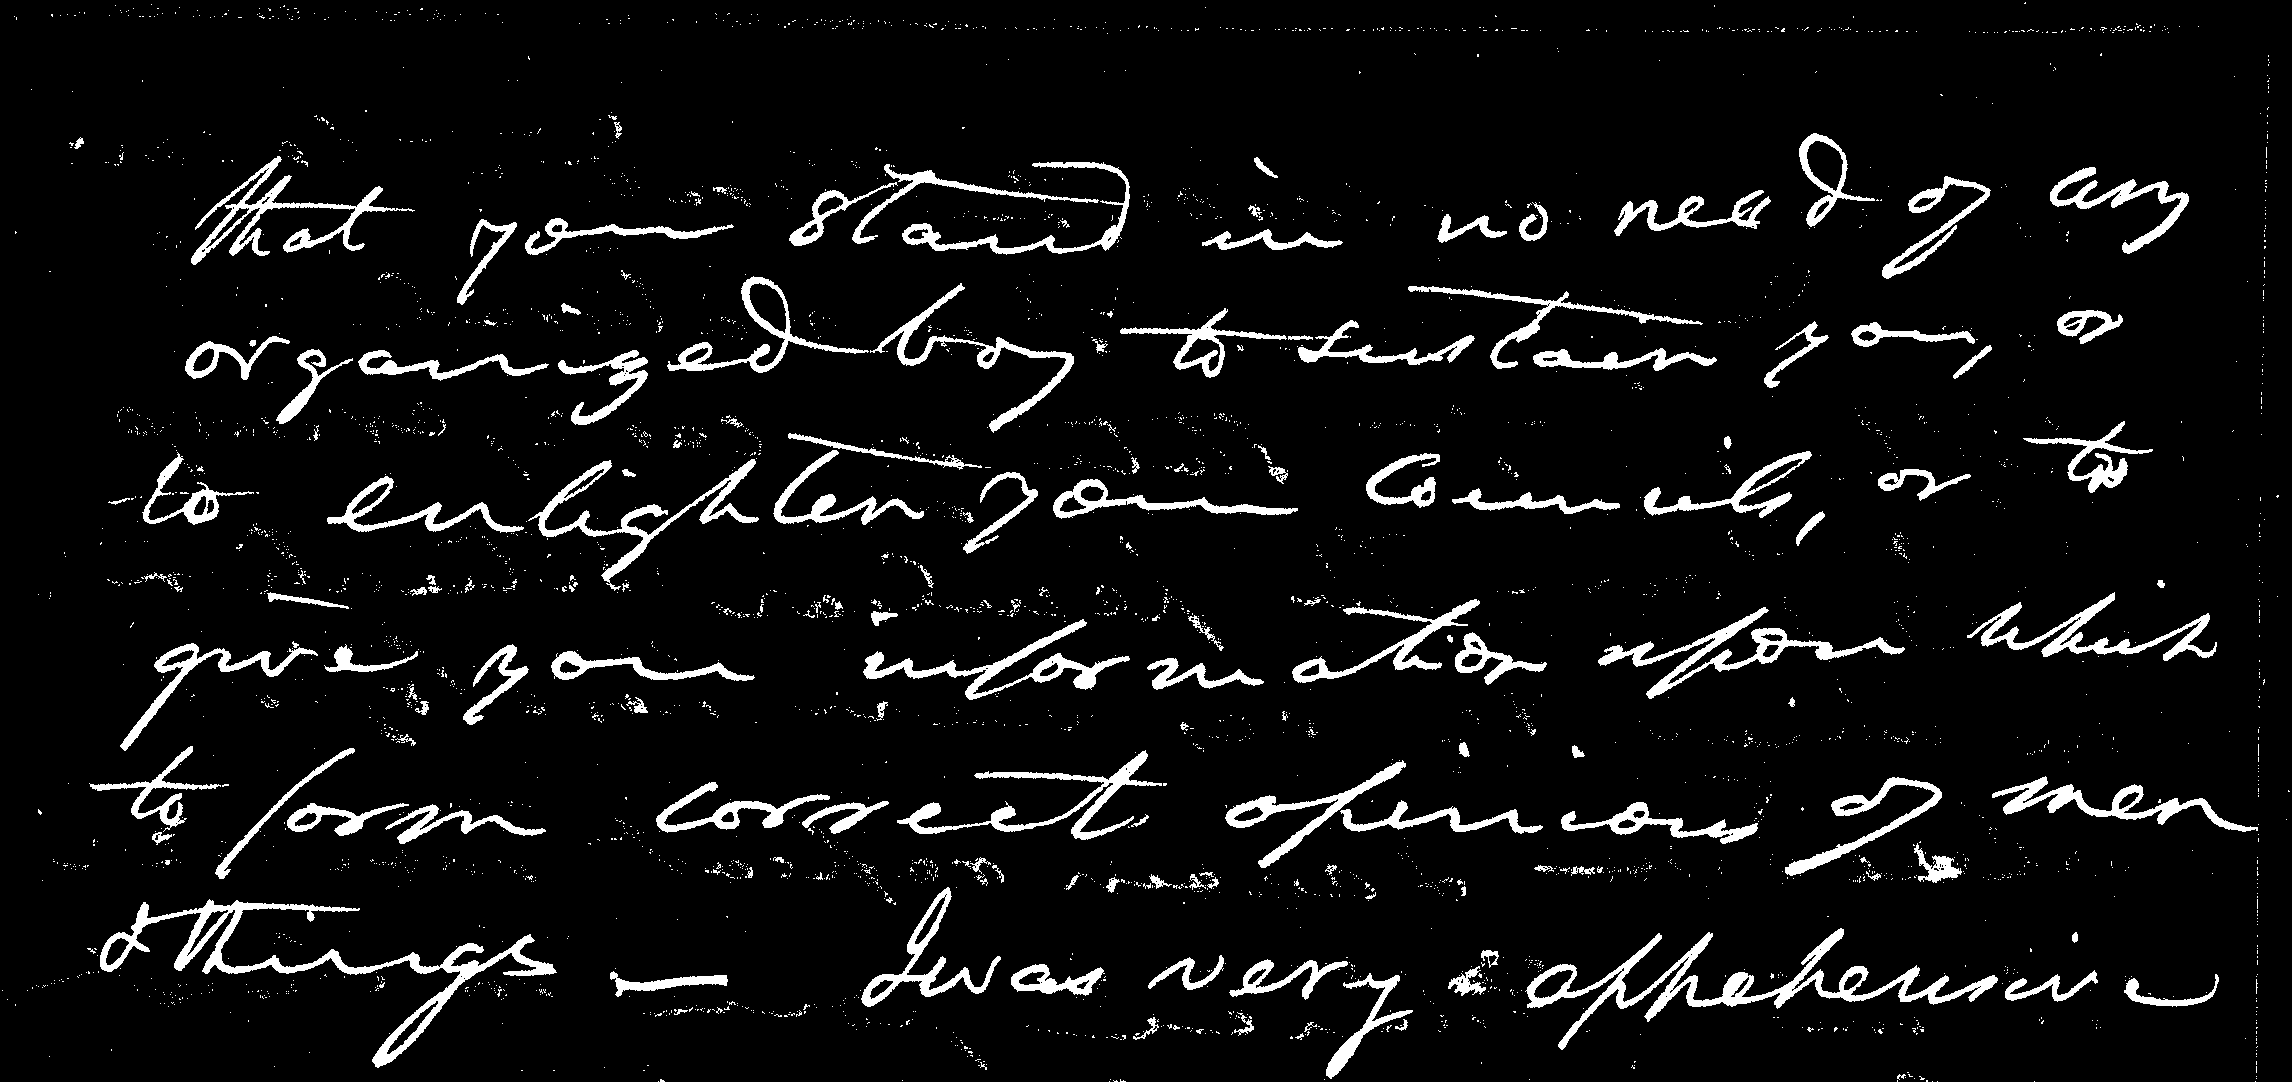 that you stand in no need of any
organized boy to sustain you, or
to enlighten your Councils, or to
give you information upon which
to form correct opinions of men
& things — I was very apprehensive